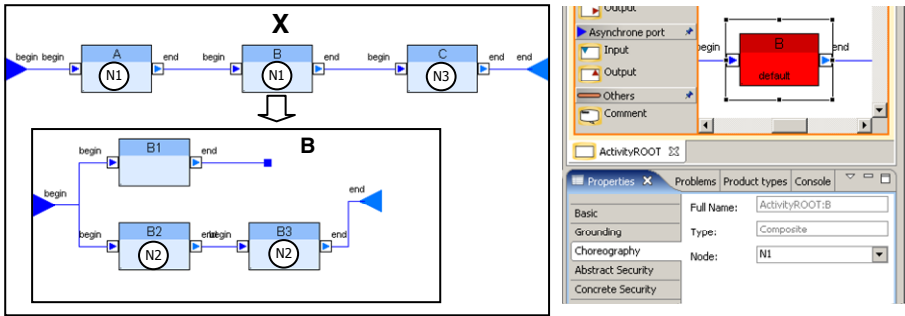 X
A
B
C
begin begin
end
begin
end
begin
end
end
N1
N1
N3
B
B1
begin
end
begin
end
B2
B3
begin
end
begin
end
N2
N2
Output
Asynchrone port
Input
Output
Others
Comment
begin
B
end
default
ActivityROOT
Properties
Problems
Product types
Console
Basic
Grounding
Choreography
Abstract Security
Concrete Security
Full Name:
ActivityROOT:B
Type:
Composite
Node:
N1